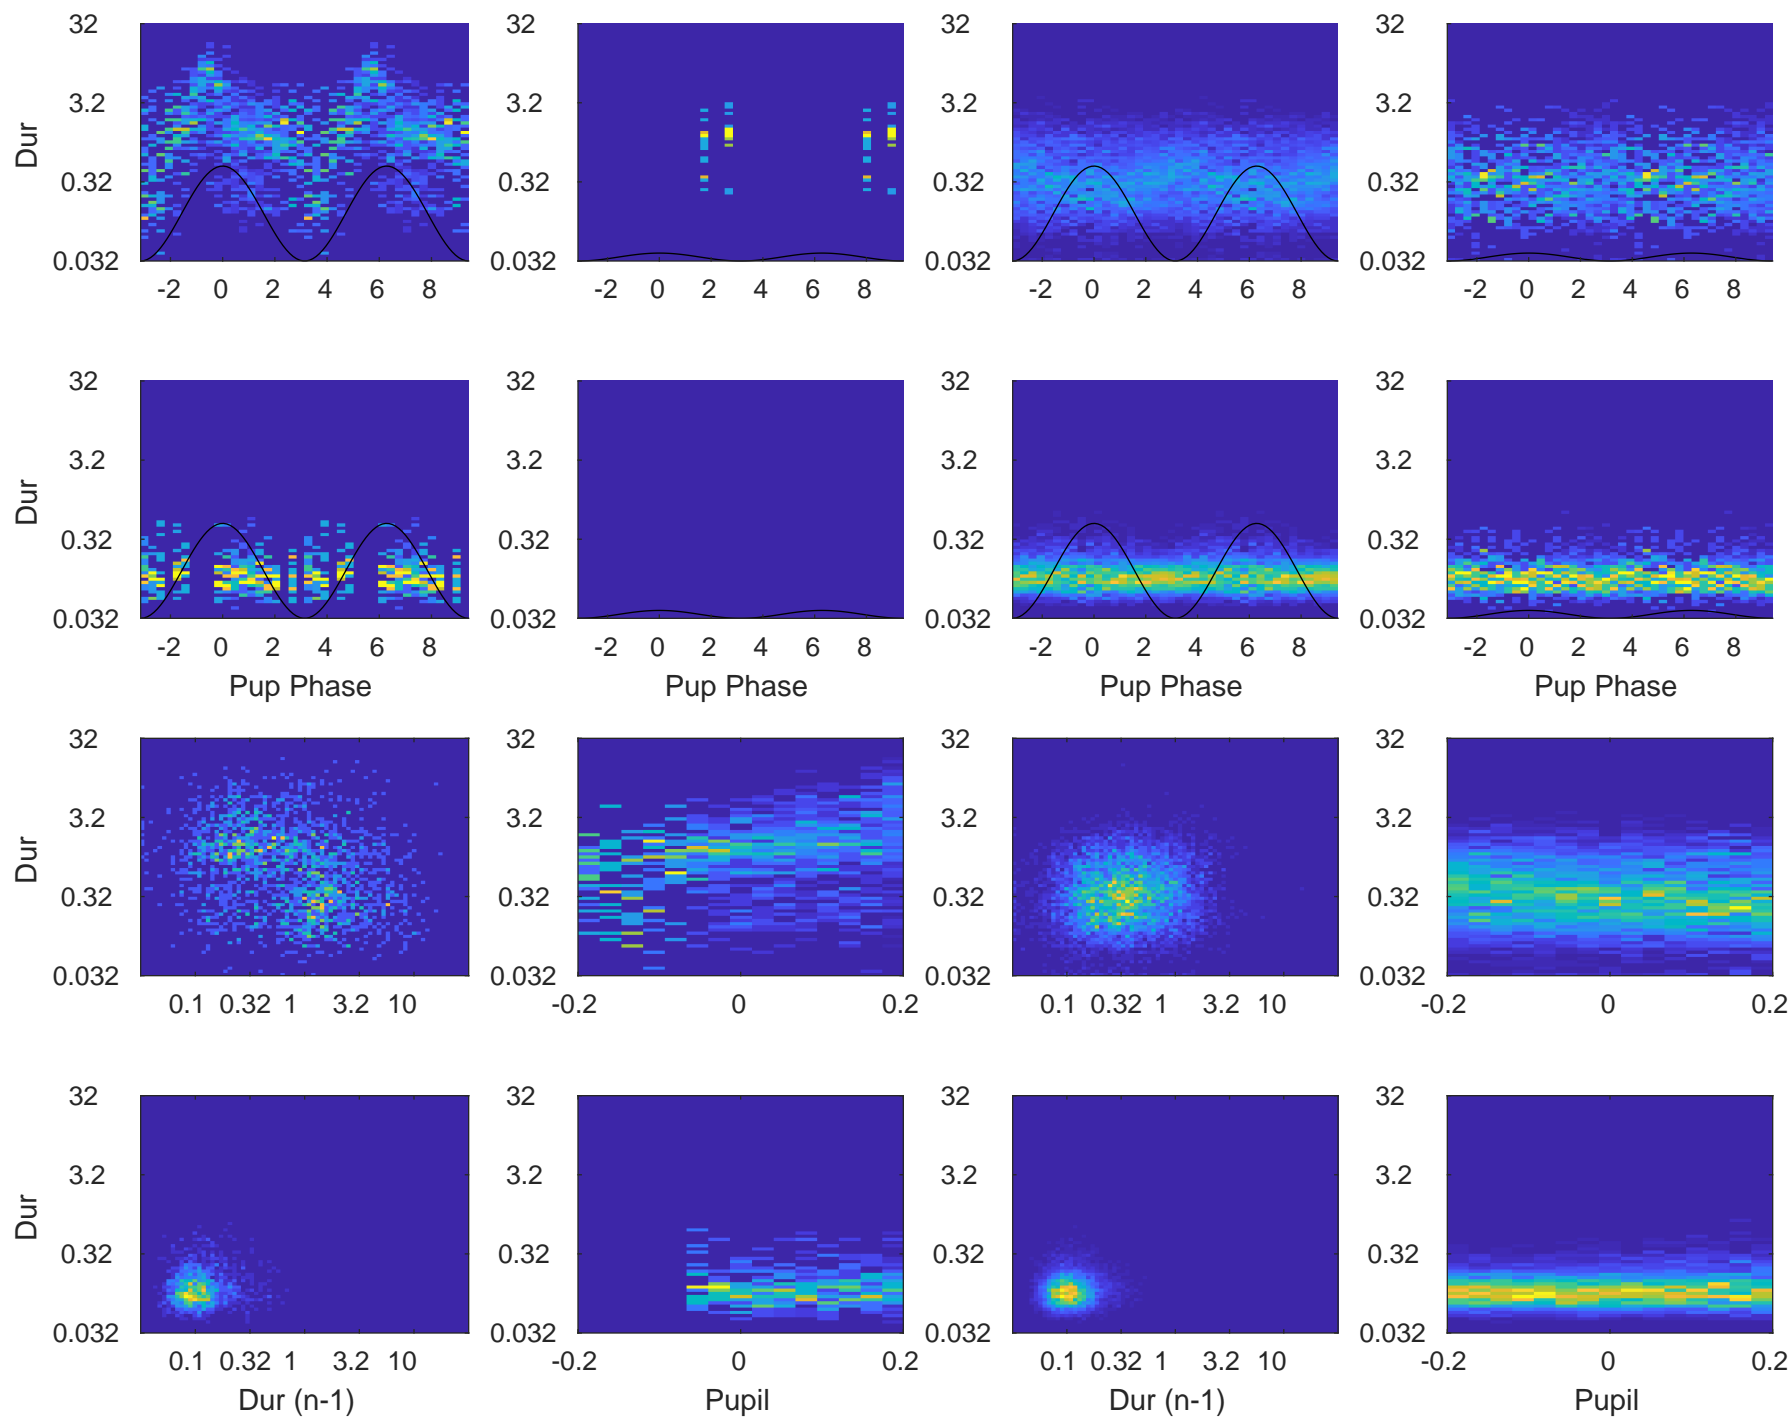 32 32 32 32
Dur 3.2 3.2 3.2 3.2
0.32 0.32 0.32 0.32
0.032 0.032 0.032 0.032
-2 0 2 4 6 8 -2 0 2 4 6 8 -2 0 2 4 6 8 -2 0 2 4 6 8
32 32 32 32
3.2 3.2 3.2 3.2
Dur 0.32 0.32 0.32 0.32
0.032 0.032 0.032 0.032
-2 0 2 4 6 8 -2 0 2 4 6 8 -2 0 2 4 6 8 -2 0 2 4 6 8
Pup Phase Pup Phase Pup Phase Pup Phase
32 32 32 32
3.2 3.2 3.2 3.2
Dur 0.32 0.32 0.32 0.32
0.032 0.032 0.032 0.032
0.1 0.32 1 3.2 10 -0.2 0 0.2 0.1 0.32 1 3.2 10 -0.2 0 0.2
32 32 32 32
3.2 3.2 3.2 3.2
Dur 0.32 0.32 0.32 0.32
0.032 0.032 0.032 0.032
0.1 0.32 1 3.2 10 -0.2 0 0.2 0.1 0.32 1 3.2 10 -0.2 0 0.2
Dur (n-1) Pupil Dur (n-1) Pupil